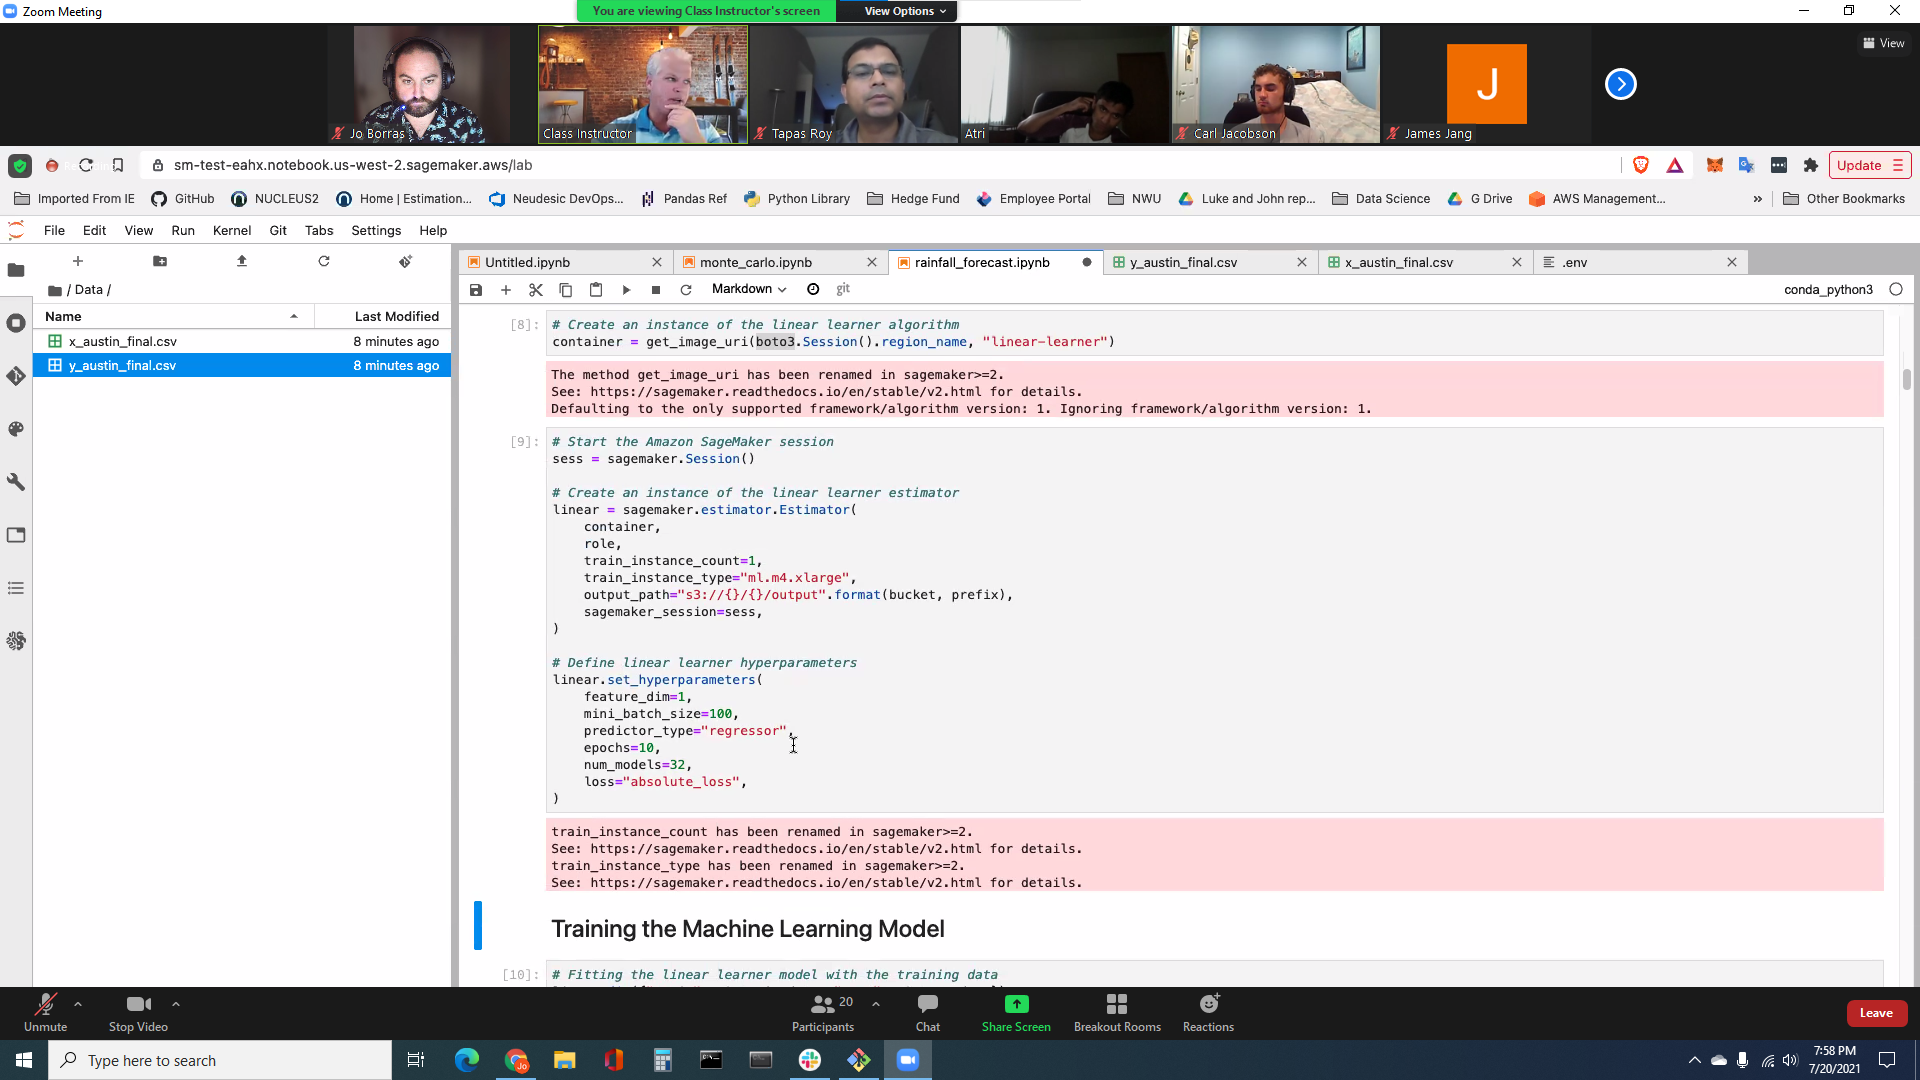 Zoom Meeting
You are viewing Class Instructor's screen
View Options
View
Jo Borras
Class Instructor
Tapas Roy
Atri
Carl Jacobson
J
James Jang
sm-test-eahx.notebook.us-west-2.sagemaker.aws/lab
Update
Imported From IE
GitHub
NUCLEUS2
Home | Estimation...
Neudesic DevOps...
Pandas Ref
Python Library
Hedge Fund
Employee Portal
NWU
Luke and John rep...
Data Science
G Drive
AWS Management...
»
Other Bookmarks
File Edit View Run Kernel Git Tabs Settings Help
Untitled.ipynb
monte_carlo.ipynb
rainfall_forecast.ipynb
y_austin_final.csv
x_austin_final.csv
.env
/ Data /
Markdown
git
conda_python3
Name Last Modified
x_austin_final.csv 8 minutes ago
y_austin_final.csv 8 minutes ago
[8]: # Create an instance of the linear learner algorithm
container = get_image_uri(boto3.Session().region_name, "linear-learner")
The method get_image_uri has been renamed in sagemaker>=2.
See: https://sagemaker.readthedocs.io/en/stable/v2.html for details.
Defaulting to the only supported framework/algorithm version: 1. Ignoring framework/algorithm version: 1.
[9]: # Start the Amazon SageMaker session
sess = sagemaker.Session()
# Create an instance of the linear learner estimator
linear = sagemaker.estimator.Estimator(
container,
role,
train_instance_count=1,
train_instance_type="ml.m4.xlarge",
output_path="s3://{}/{}/output".format(bucket, prefix),
sagemaker_session=sess,
)
# Define linear learner hyperparameters
linear.set_hyperparameters(
feature_dim=1,
mini_batch_size=100,
predictor_type="regressor",
epochs=10,
num_models=32,
loss="absolute_loss",
)
train_instance_count has been renamed in sagemaker>=2.
See: https://sagemaker.readthedocs.io/en/stable/v2.html for details.
train_instance_type has been renamed in sagemaker>=2.
See: https://sagemaker.readthedocs.io/en/stable/v2.html for details.
Training the Machine Learning Model
[10]: # Fitting the linear learner model with the training data
Unmute
Stop Video
20
Participants
Chat
Share Screen
Breakout Rooms
Reactions
Leave
Type here to search
7:58 PM
7/20/2021